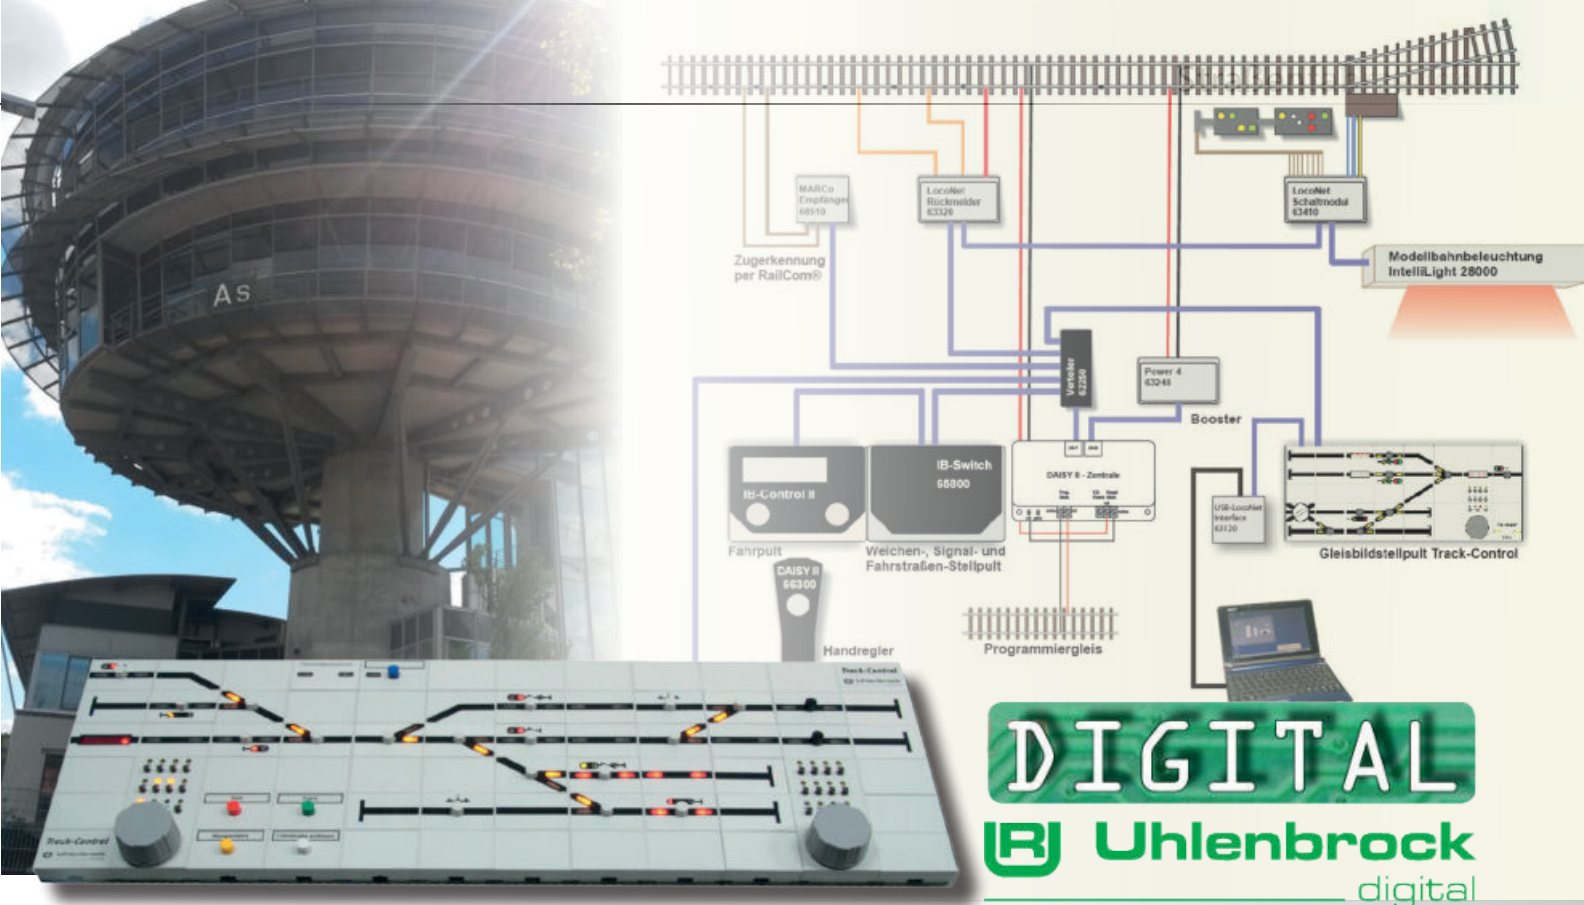 As
MARCo
Empfänger
68510
Zugerkennung
per RailCom®
LocoNet
Rückmelder
63320
LocoNet
Schaltmodul
63410
Modellbahnbeleuchtung
IntelliLight 28000
Verteiler
62250
Power 4
63240
Booster
IB-Control II
Fahrpult
IB-Switch
65800
Weichen-, Signal- und
Fahrstraßen-Stellpult
DAISY II - Zentrale
USB-LocoNet
Interface
63120
Gleisbildstellpult Track-Control
DAISY II
66300
Handregler
Programmiergleis
Track-Control
Track-Control
DIGITAL
Uhlenbrock
digital